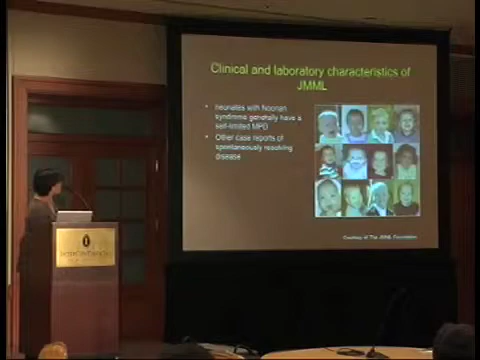 Clinical and laboratory characteristics of
JMML
• neonates with Noonan
syndrome generally have a
self-limited MPD
• Other case reports of
spontaneously resolving
disease
Courtesy of The JMML Foundation
INTERCONTINENTAL